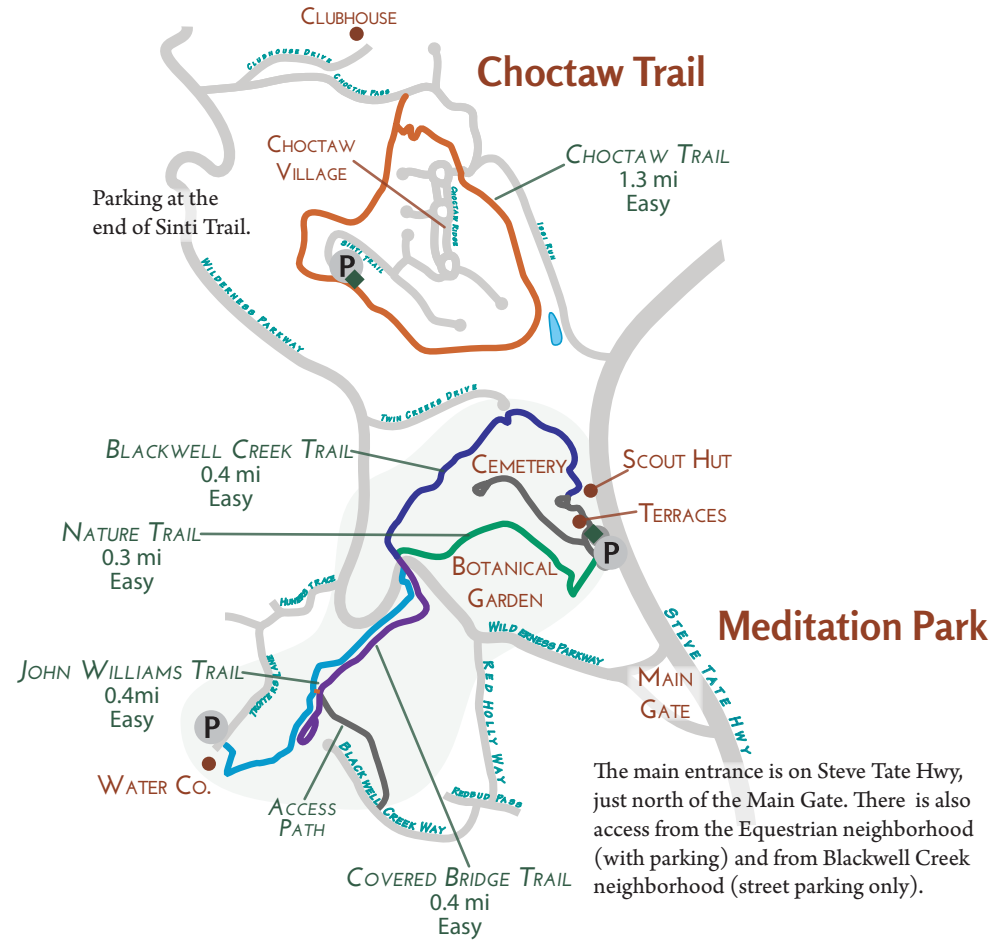 CLUBHOUSE
CLUBHOUSE DRIVE
CHOCTAW PASS
Choctaw Trail
CHOCTAW
VILLAGE
CHOCTAW TRAIL
1.3 mi
Easy
Parking at the
end of Sinti Trail.
CHOCTAW RIDGE
SINTI TRAIL
P
ISSI RUN
WILDERNESS PARKWAY
TWIN CREEKS DRIVE
BLACKWELL CREEK TRAIL
0.4 mi
Easy
CEMETERY
SCOUT HUT
TERRACES
NATURE TRAIL
0.3 mi
Easy
P
BOTANICAL
GARDEN
HUNTERS TRACE
STEVE TATE HWY
Meditation Park
WILDERNESS PARKWAY
MAIN
GATE
JOHN WILLIAMS TRAIL
0.4mi
Easy
TROTTERS LANE
RED HOLLY WAY
P
WATER CO.
ACCESS
PATH
BLACKWELL CREEK WAY
REDBUD PASS
COVERED BRIDGE TRAIL
0.4 mi
Easy
The main entrance is on Steve Tate Hwy,
just north of the Main Gate. There is also
access from the Equestrian neighborhood
(with parking) and from Blackwell Creek
neighborhood (street parking only).